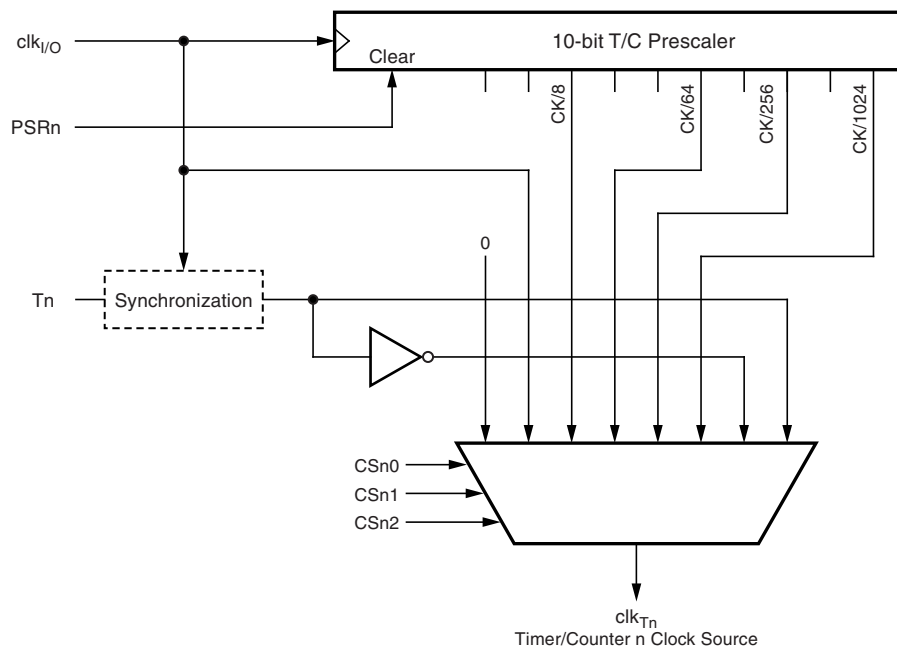 clkI/O
10-bit T/C Prescaler
Clear
PSRn
CK/8
CK/64
CK/256
CK/1024
0
Tn
Synchronization
CSn0
CSn1
CSn2
clkTn
Timer/Counter n Clock Source